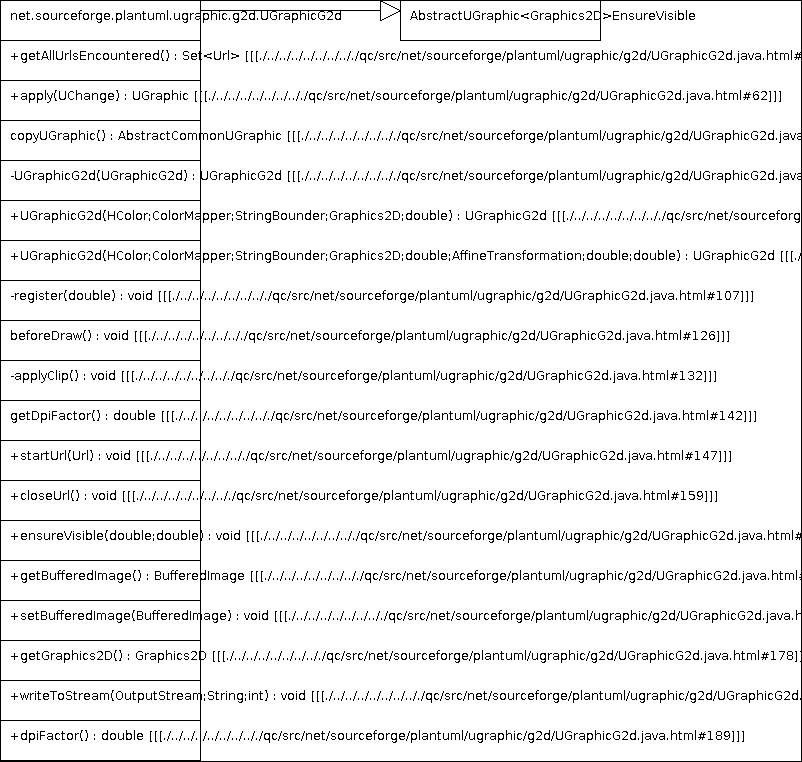 net.sourceforge.plantuml.ugraphic.g2d.UGraphicG2d
AbstractUGraphic<Graphics2D>EnsureVisible
+getAllUrlsEncountered() : Set<Url> [[[./../../../../../../../qc/src/net/sourceforge/plantuml/ugraphic/g2d/UGraphicG2d.java.html#
+apply(UChange) : UGraphic [[[./../../../../../../../qc/src/net/sourceforge/plantuml/ugraphic/g2d/UGraphicG2d.java.html#62]]]
copyUGraphic() : AbstractCommonUGraphic [[[./../../../../../../../qc/src/net/sourceforge/plantuml/ugraphic/g2d/UGraphicG2d.java
-UGraphicG2d(UGraphicG2d) : UGraphicG2d [[[./../../../../../../../qc/src/net/sourceforge/plantuml/ugraphic/g2d/UGraphicG2d.java
+UGraphicG2d(HColor;ColorMapper;StringBounder;Graphics2D;double) : UGraphicG2d [[[./../../../../../../../qc/src/net/sourceforg
+UGraphicG2d(HColor;ColorMapper;StringBounder;Graphics2D;double;AffineTransformation;double;double) : UGraphicG2d [[[./
-register(double) : void [[[./../../../../../../../qc/src/net/sourceforge/plantuml/ugraphic/g2d/UGraphicG2d.java.html#107]]]
beforeDraw() : void [[[./../../../../../../../qc/src/net/sourceforge/plantuml/ugraphic/g2d/UGraphicG2d.java.html#126]]]
-applyClip() : void [[[./../../../../../../../qc/src/net/sourceforge/plantuml/ugraphic/g2d/UGraphicG2d.java.html#132]]]
getDpiFactor() : double [[[./../../../../../../../qc/src/net/sourceforge/plantuml/ugraphic/g2d/UGraphicG2d.java.html#142]]]
+startUrl(Url) : void [[[./../../../../../../../qc/src/net/sourceforge/plantuml/ugraphic/g2d/UGraphicG2d.java.html#147]]]
+closeUrl() : void [[[./../../../../../../../qc/src/net/sourceforge/plantuml/ugraphic/g2d/UGraphicG2d.java.html#159]]]
+ensureVisible(double;double) : void [[[./../../../../../../../qc/src/net/sourceforge/plantuml/ugraphic/g2d/UGraphicG2d.java.html#
+getBufferedImage() : BufferedImage [[[./../../../../../../../qc/src/net/sourceforge/plantuml/ugraphic/g2d/UGraphicG2d.java.html#
+setBufferedImage(BufferedImage) : void [[[./../../../../../../../qc/src/net/sourceforge/plantuml/ugraphic/g2d/UGraphicG2d.java.h
+getGraphics2D() : Graphics2D [[[./../../../../../../../qc/src/net/sourceforge/plantuml/ugraphic/g2d/UGraphicG2d.java.html#178]]
+writeToStream(OutputStream;String;int) : void [[[./../../../../../../../qc/src/net/sourceforge/plantuml/ugraphic/g2d/UGraphicG2d.
+dpiFactor() : double [[[./../../../../../../../qc/src/net/sourceforge/plantuml/ugraphic/g2d/UGraphicG2d.java.html#189]]]